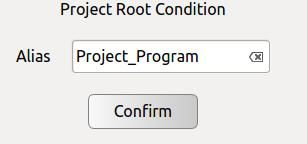 Project Root Condition
Alias Project_Program
Confirm